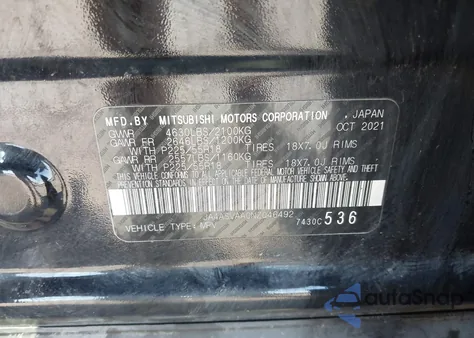 MFD.BY MITSUBISHI MOTORS CORPORATION, JAPAN
GVWR 4630LBS/2100KG OCT 2021
GAWR FR 2646LBS/1200KG
WITH P225/55R18 TIRES, 18X7.0J RIMS
GAWR RR 2557LBS/1160KG
WITH P225/55R18 TIRES, 18X7.0J RIMS
THIS VEHICLE CONFORMS TO ALL APPLICABLE FEDERAL MOTOR VEHICLE SAFETY STANDARDS IN EFFECT ON THE DATE OF MANUFACTURE SHOWN ABOVE.
7430C 536
VEHICLE TYPE: MPV
AutoSnap